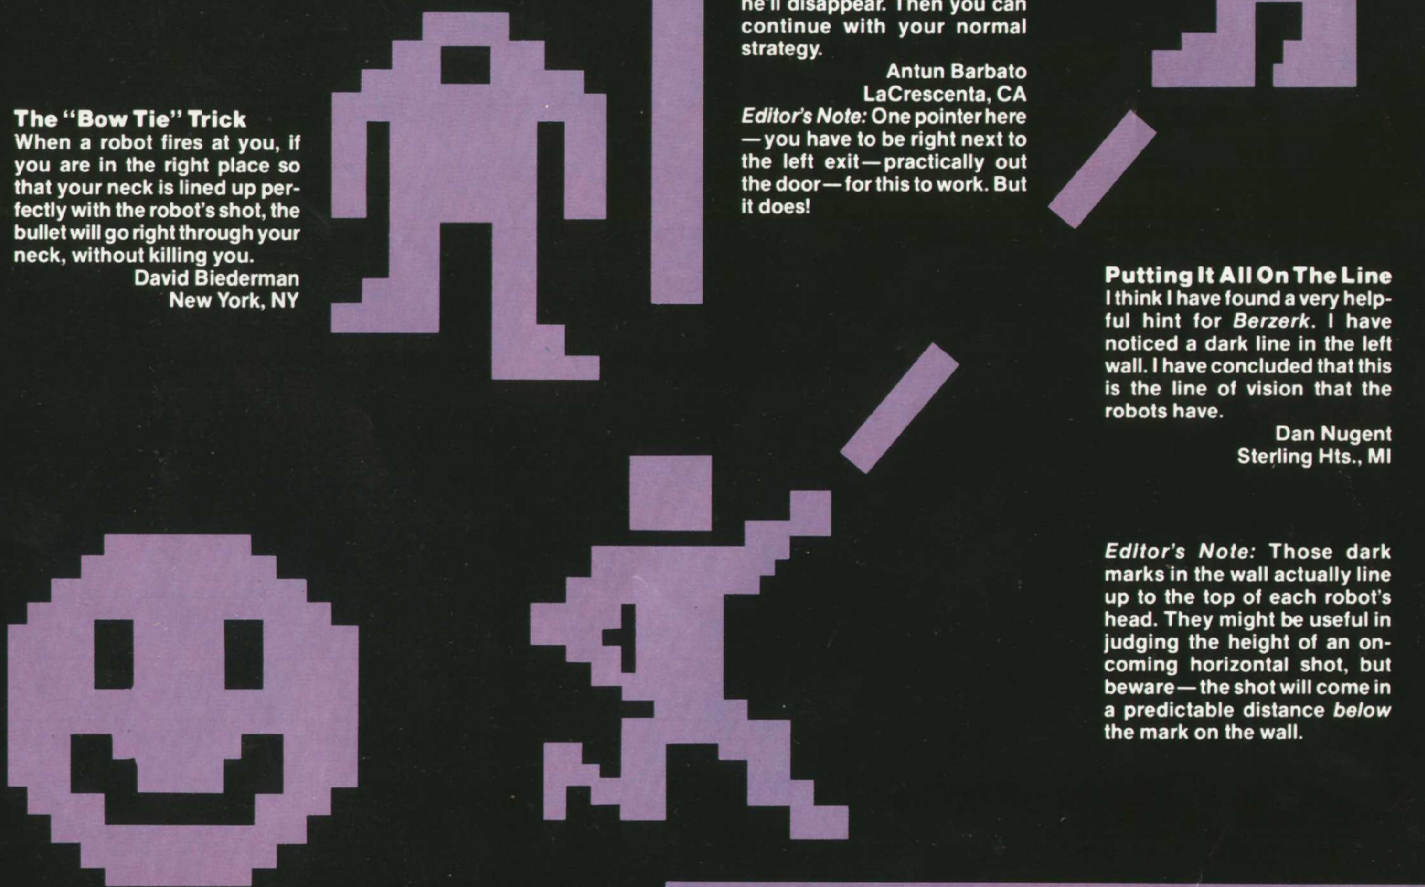 The "Bow Tie" Trick
When a robot fires at you, if
you are in the right place so
that your neck is lined up per-
fectly with the robot's shot, the
bullet will go right through your
neck, without killing you.
David Biederman
New York, NY
he'll disappear. Then you can
continue with your normal
strategy.
Antun Barbato
LaCrescenta, CA
Editor's Note: One pointer here
—you have to be right next to
the left exit—practically out
the door—for this to work. But
it does!
Putting It All On The Line
I think I have found a very help-
ful hint for Berzerk. I have
noticed a dark line in the left
wall. I have concluded that this
is the line of vision that the
robots have.
Dan Nugent
Sterling Hts., MI
Editor's Note: Those dark
marks in the wall actually line
up to the top of each robot's
head. They might be useful in
judging the height of an on-
coming horizontal shot, but
beware—the shot will come in
a predictable distance below
the mark on the wall.